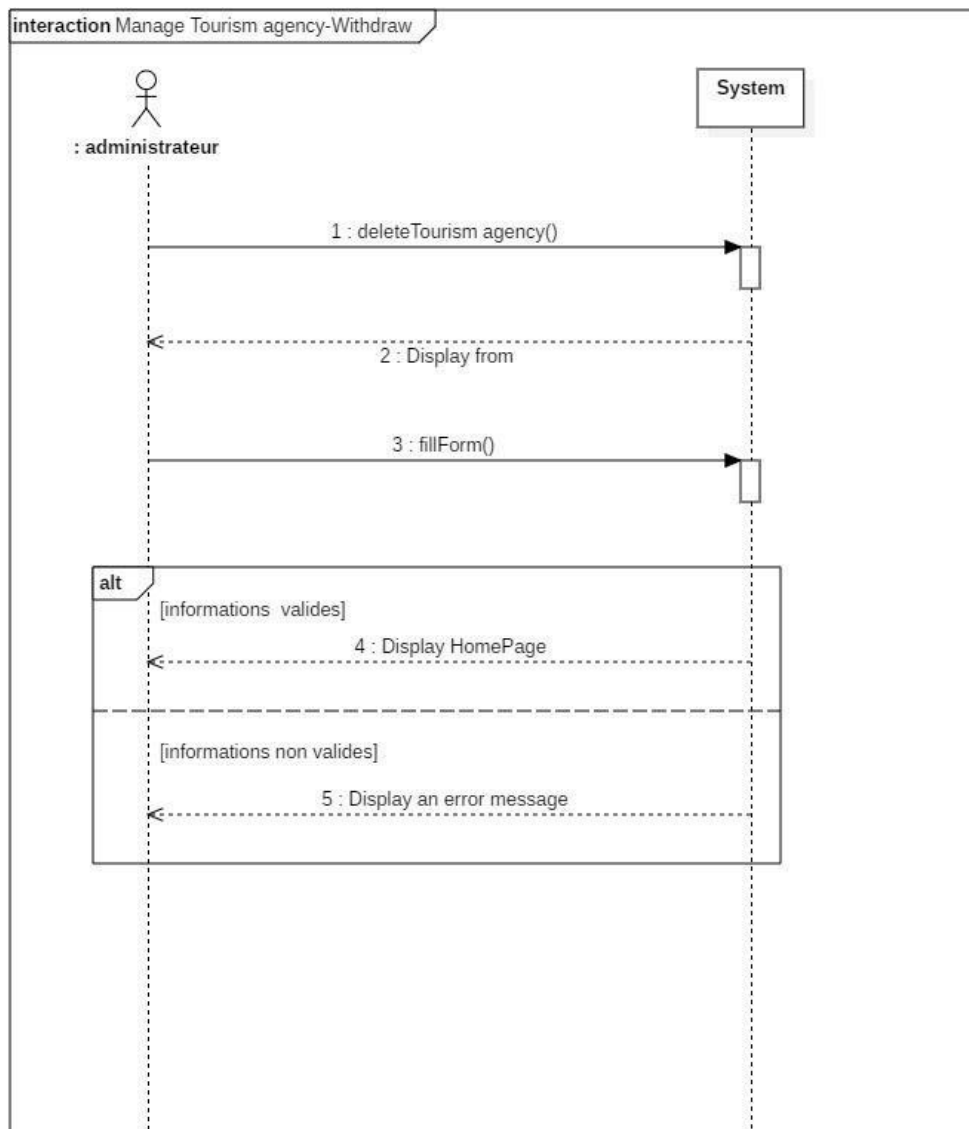 interaction Manage Tourism agency-Withdraw
System
: administrateur
1 : deleteTourism agency()
2 : Display from
3 : fillForm()
alt
[informations  valides]
4 : Display HomePage
[informations non valides]
5 : Display an error message